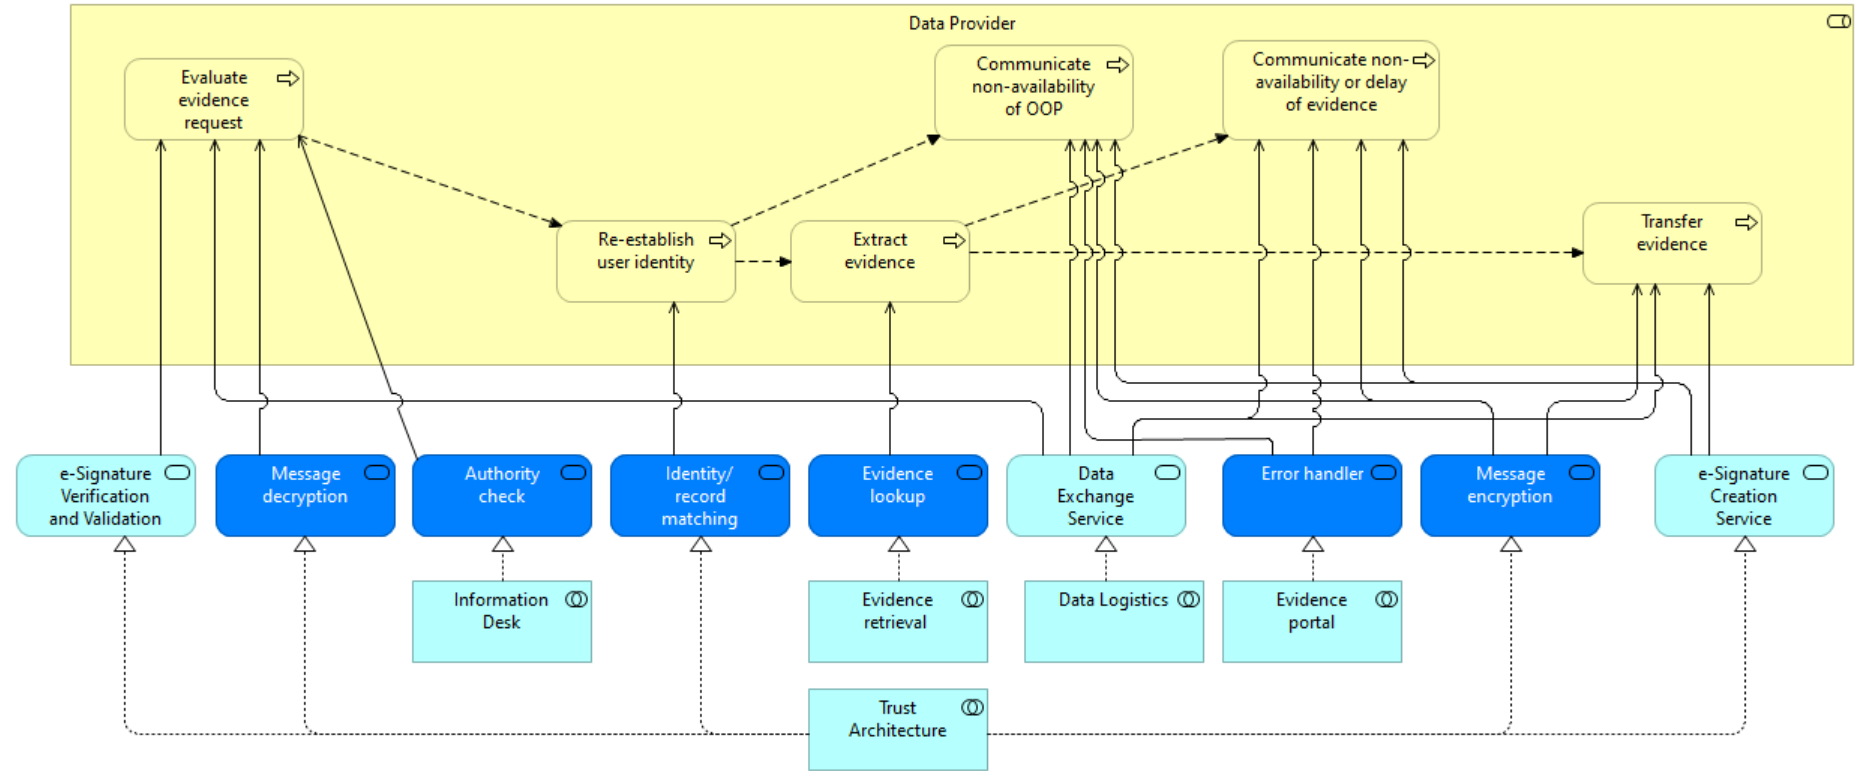 Data Provider
Evaluate
evidence
request
Communicate
non-availability
of OOP
Communicate non-
availability or delay
of evidence
Re-establish
user identity
Extract
evidence
Transfer
evidence
e-Signature
Verification
and Validation
Message
decryption
Authority
check
Identity/
record
matching
Evidence
lookup
Data
Exchange
Service
Error handler
Message
encryption
e-Signature
Creation
Service
Information
Desk
Evidence
retrieval
Data Logistics
Evidence
portal
Trust
Architecture